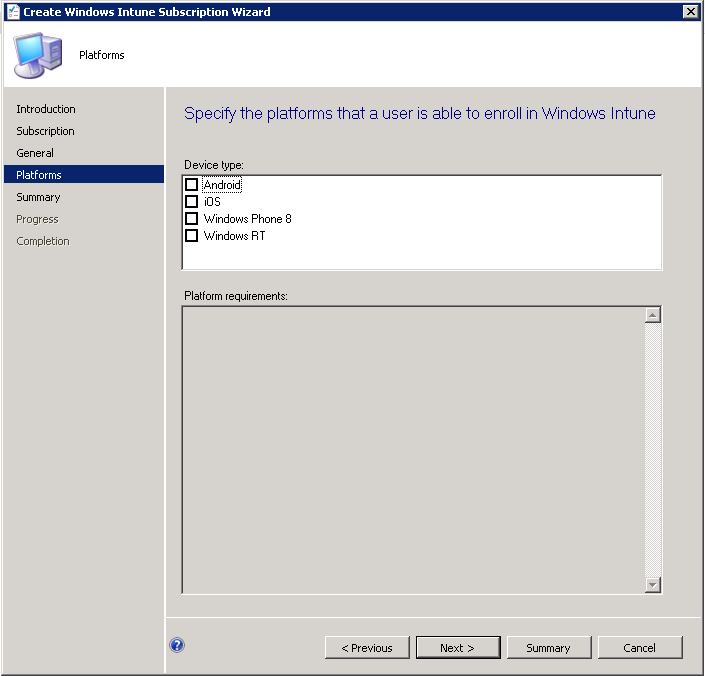 Create Windows Intune Subscription Wizard
Platforms
Introduction
Subscription
General
Platforms
Summary
Progress
Completion
Specify the platforms that a user is able to enroll in Windows Intune
Device type:
Android
iOS
Windows Phone 8
Windows RT
Platform requirements:
?
< Previous
Next >
Summary
Cancel